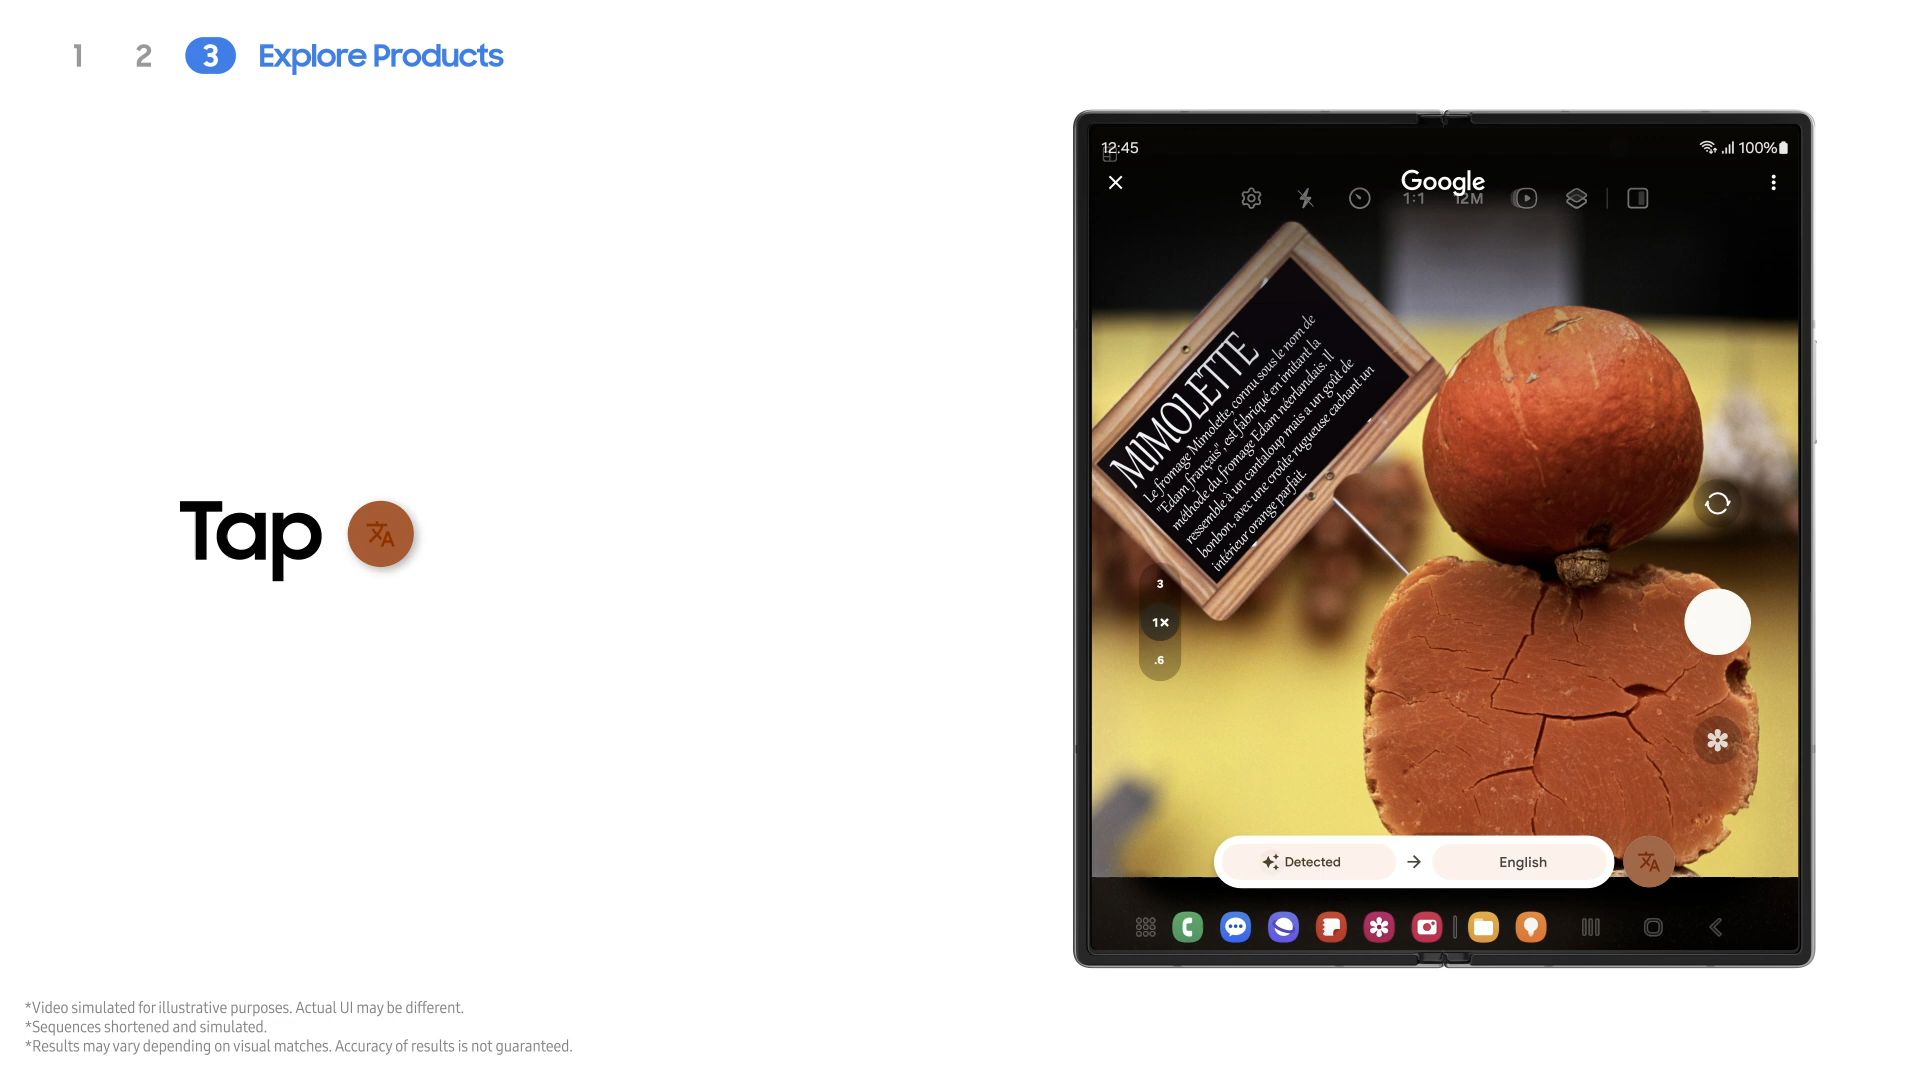 1 2 3 Explore Products
12:45
100%
Google
1:1 12M
MIMOLETTE
Le fromage Mimolette, connu sous le nom de
"Edam français", est fabriqué en imitant la
méthode du fromage Edam néerlandais. Il
ressemble à un cantaloup mais a un goût de
bonbon, avec une croûte rugueuse cachant un
intérieur orange parfait.
Tap
3
1×
.6
Detected → English
*Video simulated for illustrative purposes. Actual UI may be different.
*Sequences shortened and simulated.
*Results may vary depending on visual matches. Accuracy of results is not guaranteed.